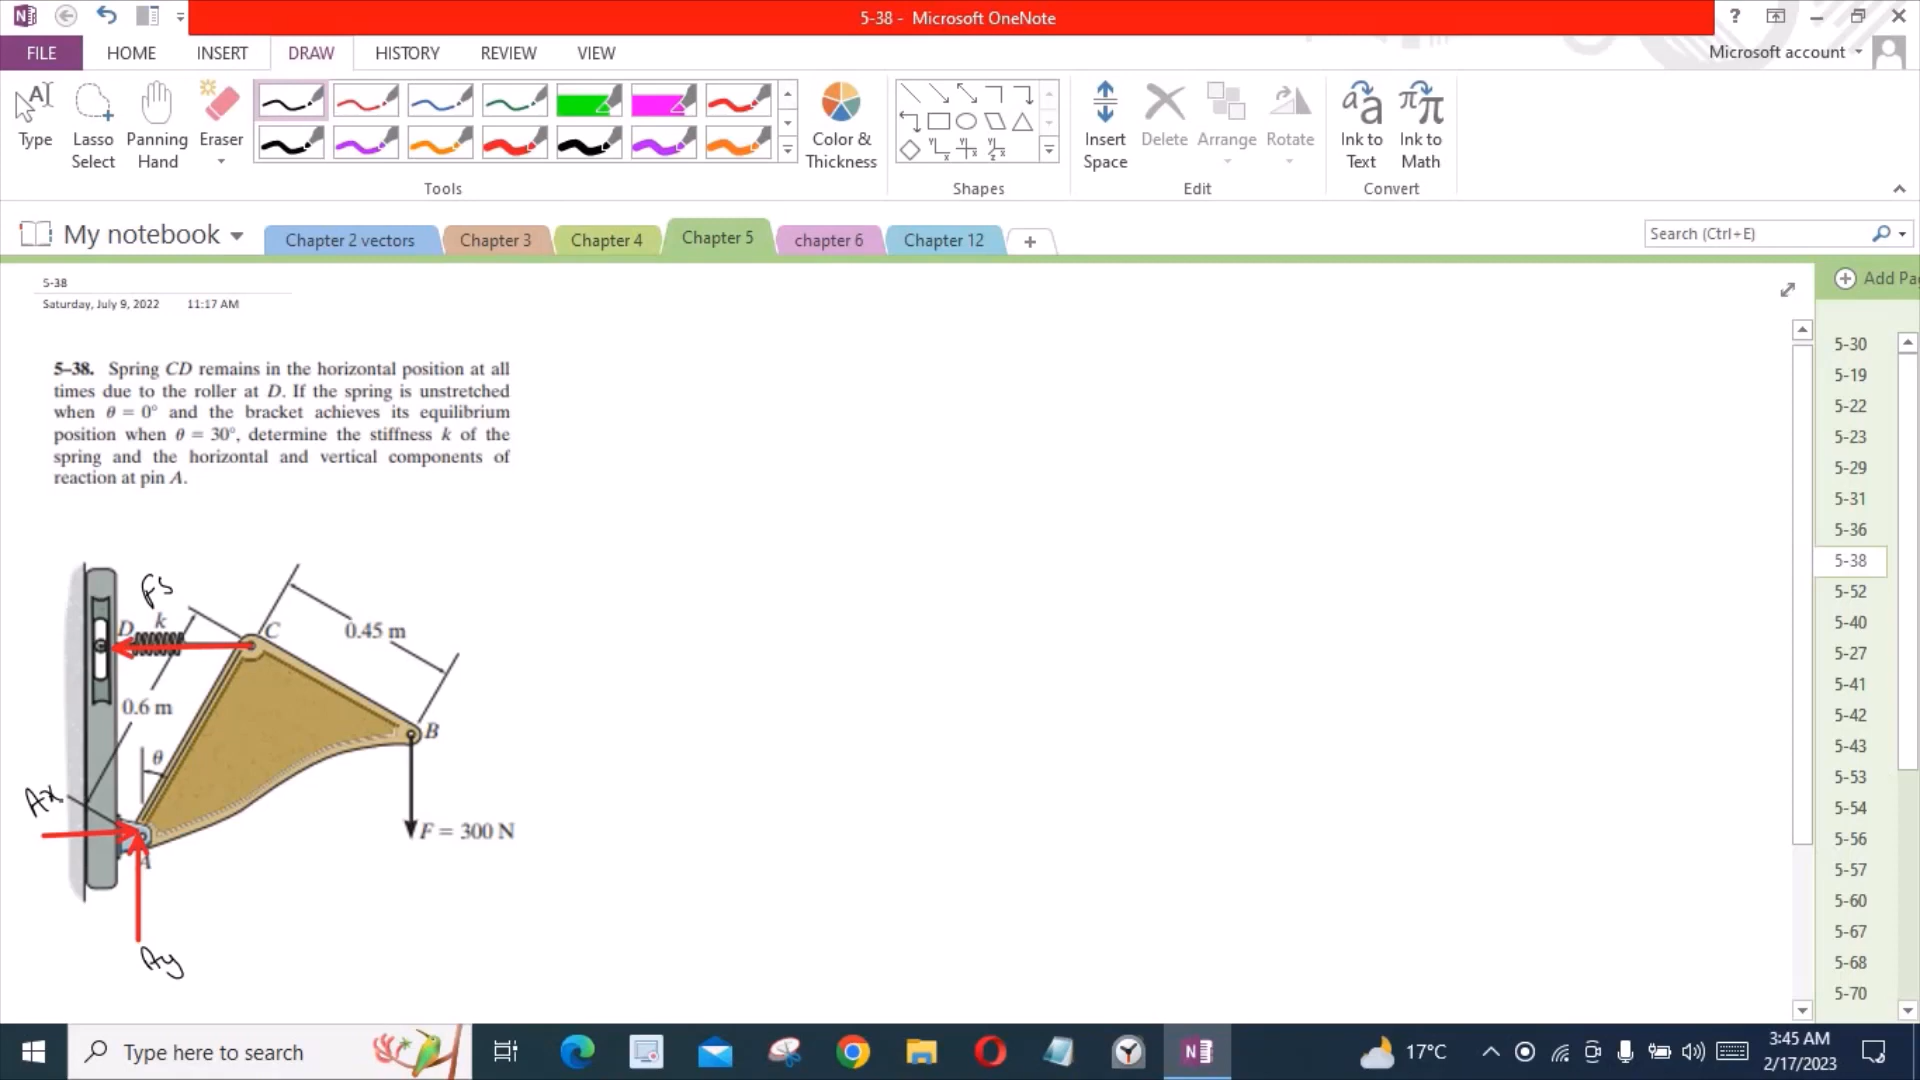 5-38 - Microsoft OneNote
?
FILE
HOME
INSERT
DRAW
HISTORY
REVIEW
VIEW
Microsoft account
Type
Lasso
Select
Panning
Hand
Eraser
Color &
Thickness
Insert
Space
Delete
Arrange
Rotate
Ink to
Text
Ink to
Math
Tools
Shapes
Edit
Convert
My notebook
Chapter 2 vectors
Chapter 3
Chapter 4
Chapter 5
chapter 6
Chapter 12
Search (Ctrl+E)
5-38
Saturday, July 9, 2022 11:17 AM
Add Pa
5–38. Spring CD remains in the horizontal position at all
times due to the roller at D. If the spring is unstretched
when θ = 0° and the bracket achieves its equilibrium
position when θ = 30°, determine the stiffness k of the
spring and the horizontal and vertical components of
reaction at pin A.
Fs
k
D
C
0.45 m
0.6 m
B
θ
Ax
F = 300 N
A
Ay
5-30
5-19
5-22
5-23
5-29
5-31
5-36
5-38
5-52
5-40
5-27
5-41
5-42
5-43
5-53
5-54
5-56
5-57
5-60
5-67
5-68
5-70
Type here to search
17°C
3:45 AM
2/17/2023